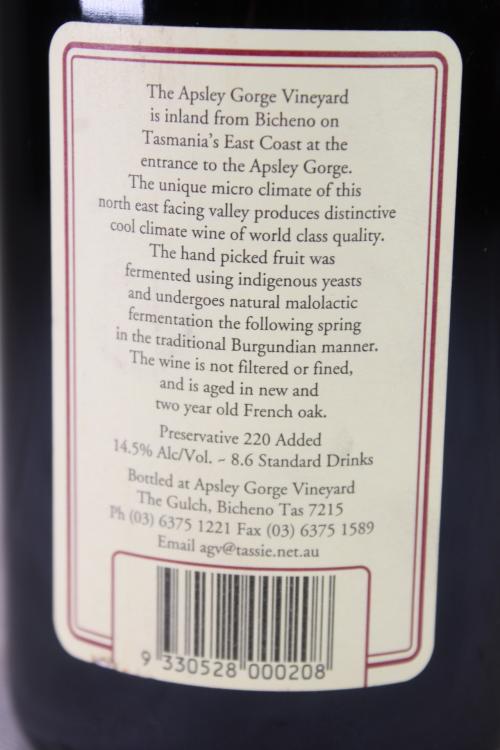 The Apsley Gorge Vineyard
is inland from Bicheno on
Tasmania's East Coast at the
entrance to the Apsley Gorge.
The unique micro climate of this
north east facing valley produces distinctive
cool climate wine of world class quality.
The hand picked fruit was
fermented using indigenous yeasts
and undergoes natural malolactic
fermentation the following spring
in the traditional Burgundian manner.
The wine is not filtered or fined,
and is aged in new and
two year old French oak.
Preservative 220 Added
14.5% Alc/Vol. ~ 8.6 Standard Drinks
Bottled at Apsley Gorge Vineyard
The Gulch, Bicheno Tas 7215
Ph (03) 6375 1221 Fax (03) 6375 1589
Email agv@tassie.net.au
9 330528 000208